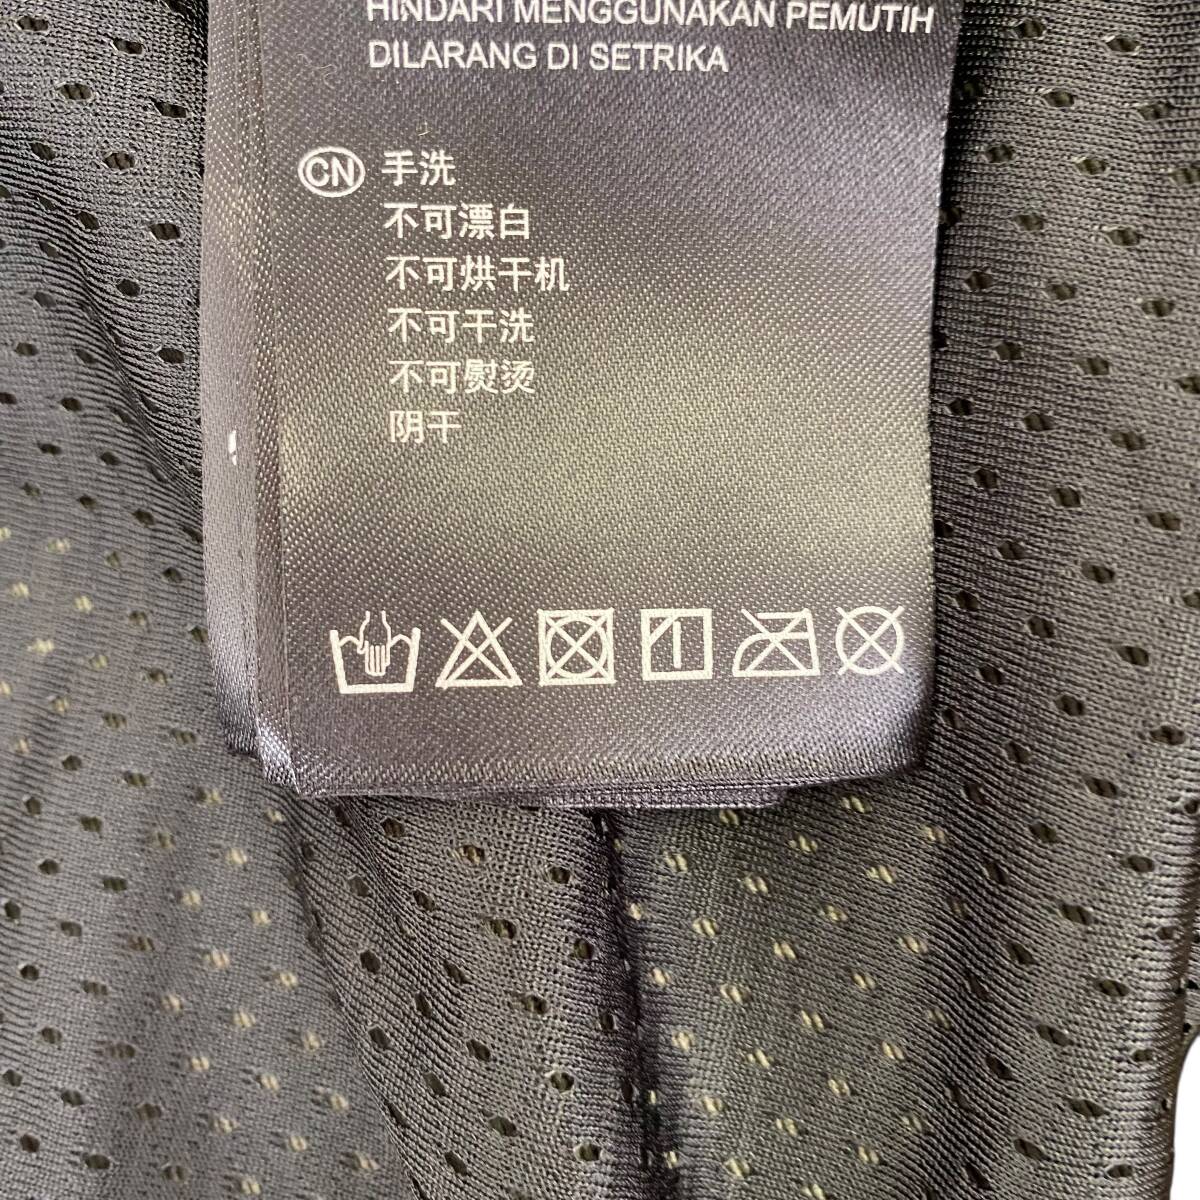 HINDARI MENGGUNAKAN PEMUTIH
DILARANG DI SETRIKA
CN 手洗
不可漂白
不可烘干机
不可干洗
不可熨烫
阴干